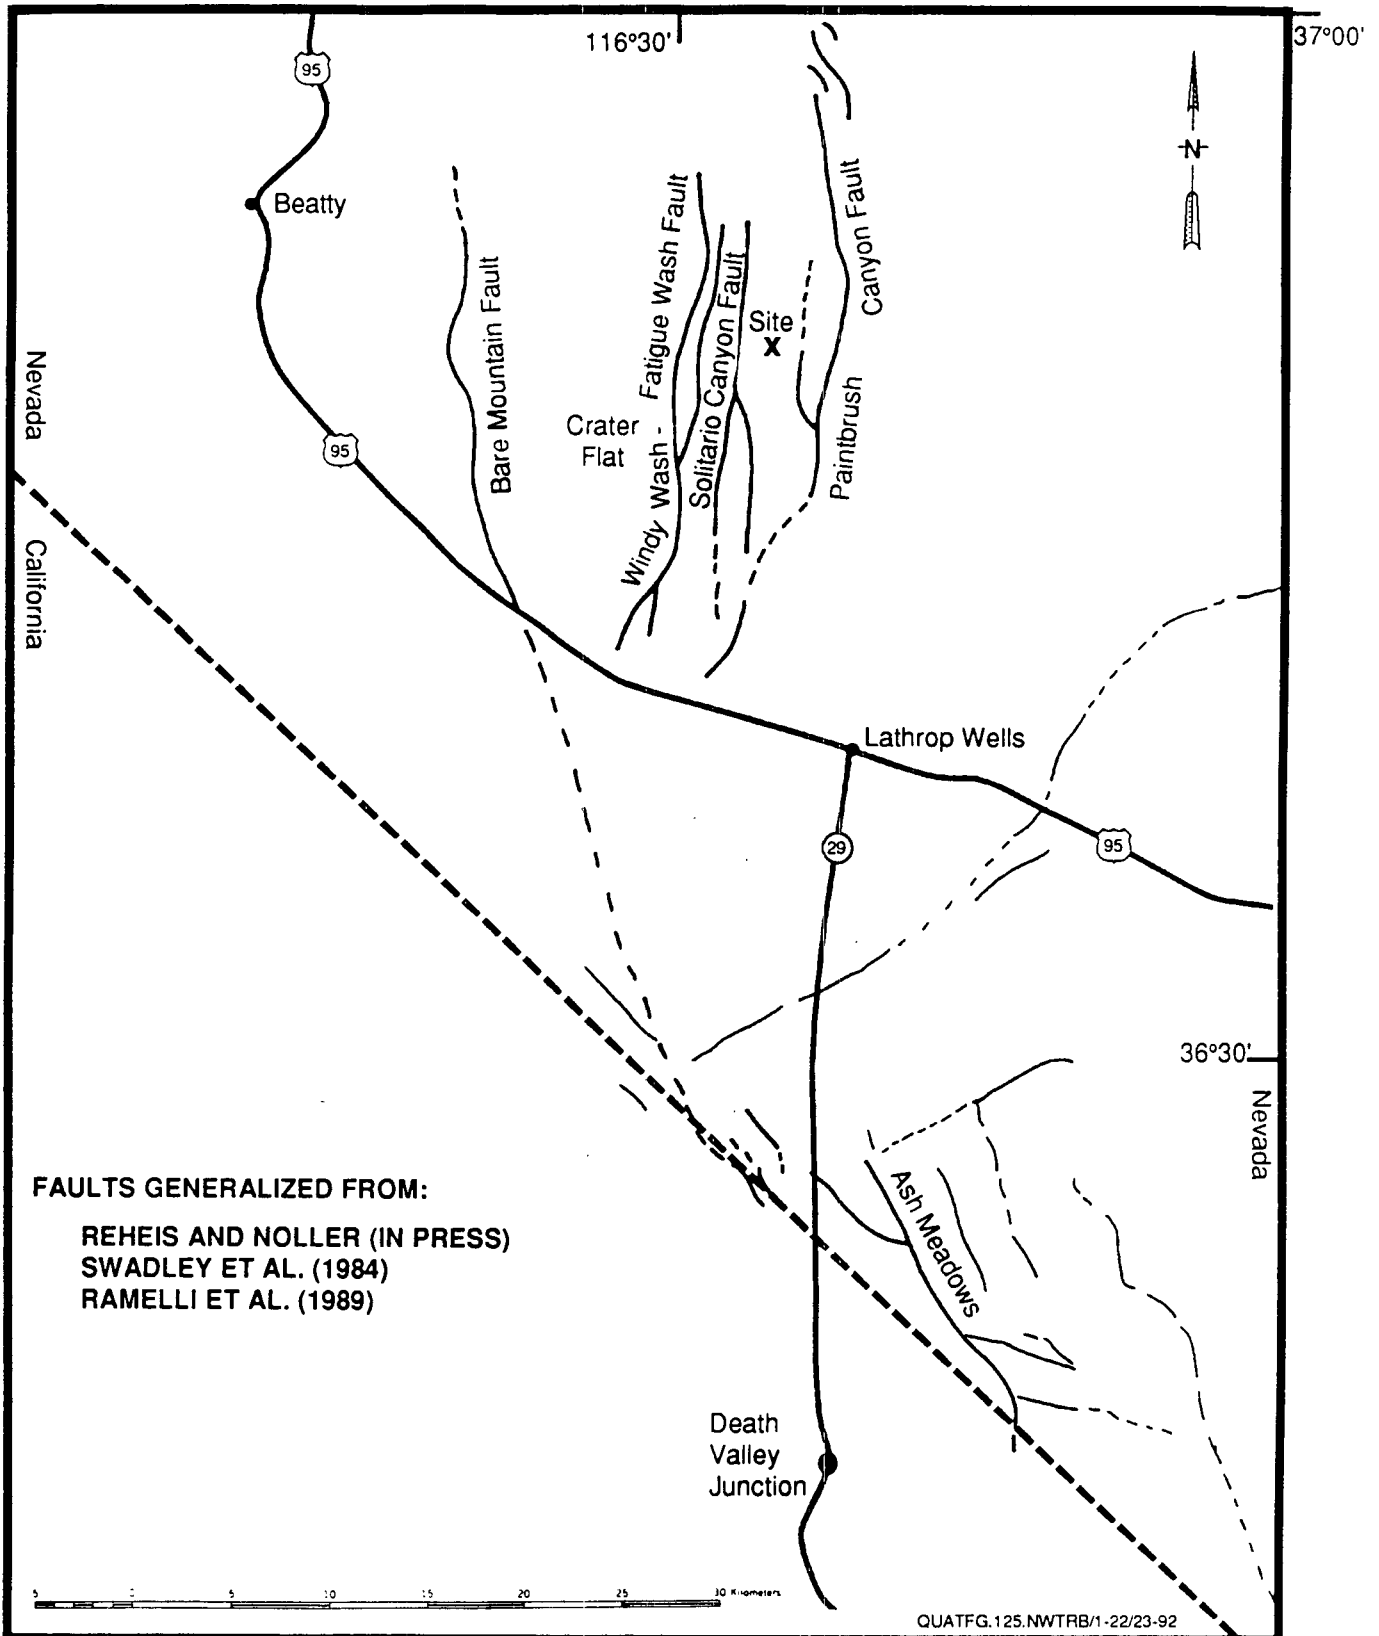 116°30'
37°00'
95
N
Beatty
Bare Mountain Fault
Windy Wash - Fatigue Wash Fault
Solitario Canyon Fault
Site
X
Paintbrush Canyon Fault
Crater
Flat
Nevada
California
95
Lathrop Wells
29
95
36°30'
Nevada
Ash Meadows
FAULTS GENERALIZED FROM:
REHEIS AND NOLLER (IN PRESS)
SWADLEY ET AL. (1984)
RAMELLI ET AL. (1989)
Death
Valley
Junction
5 5 10 15 20 25 30 Kilometers
QUATFG.125.NWTRB/1-22/23-92